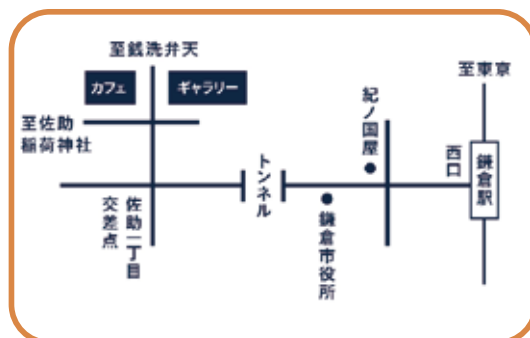 至銭洗弁天
カフェ
ギャラリー
至佐助
稲荷神社
佐助一丁目
交差点
トンネル
鎌倉市役所
紀ノ国屋
西口
鎌倉駅
至東京